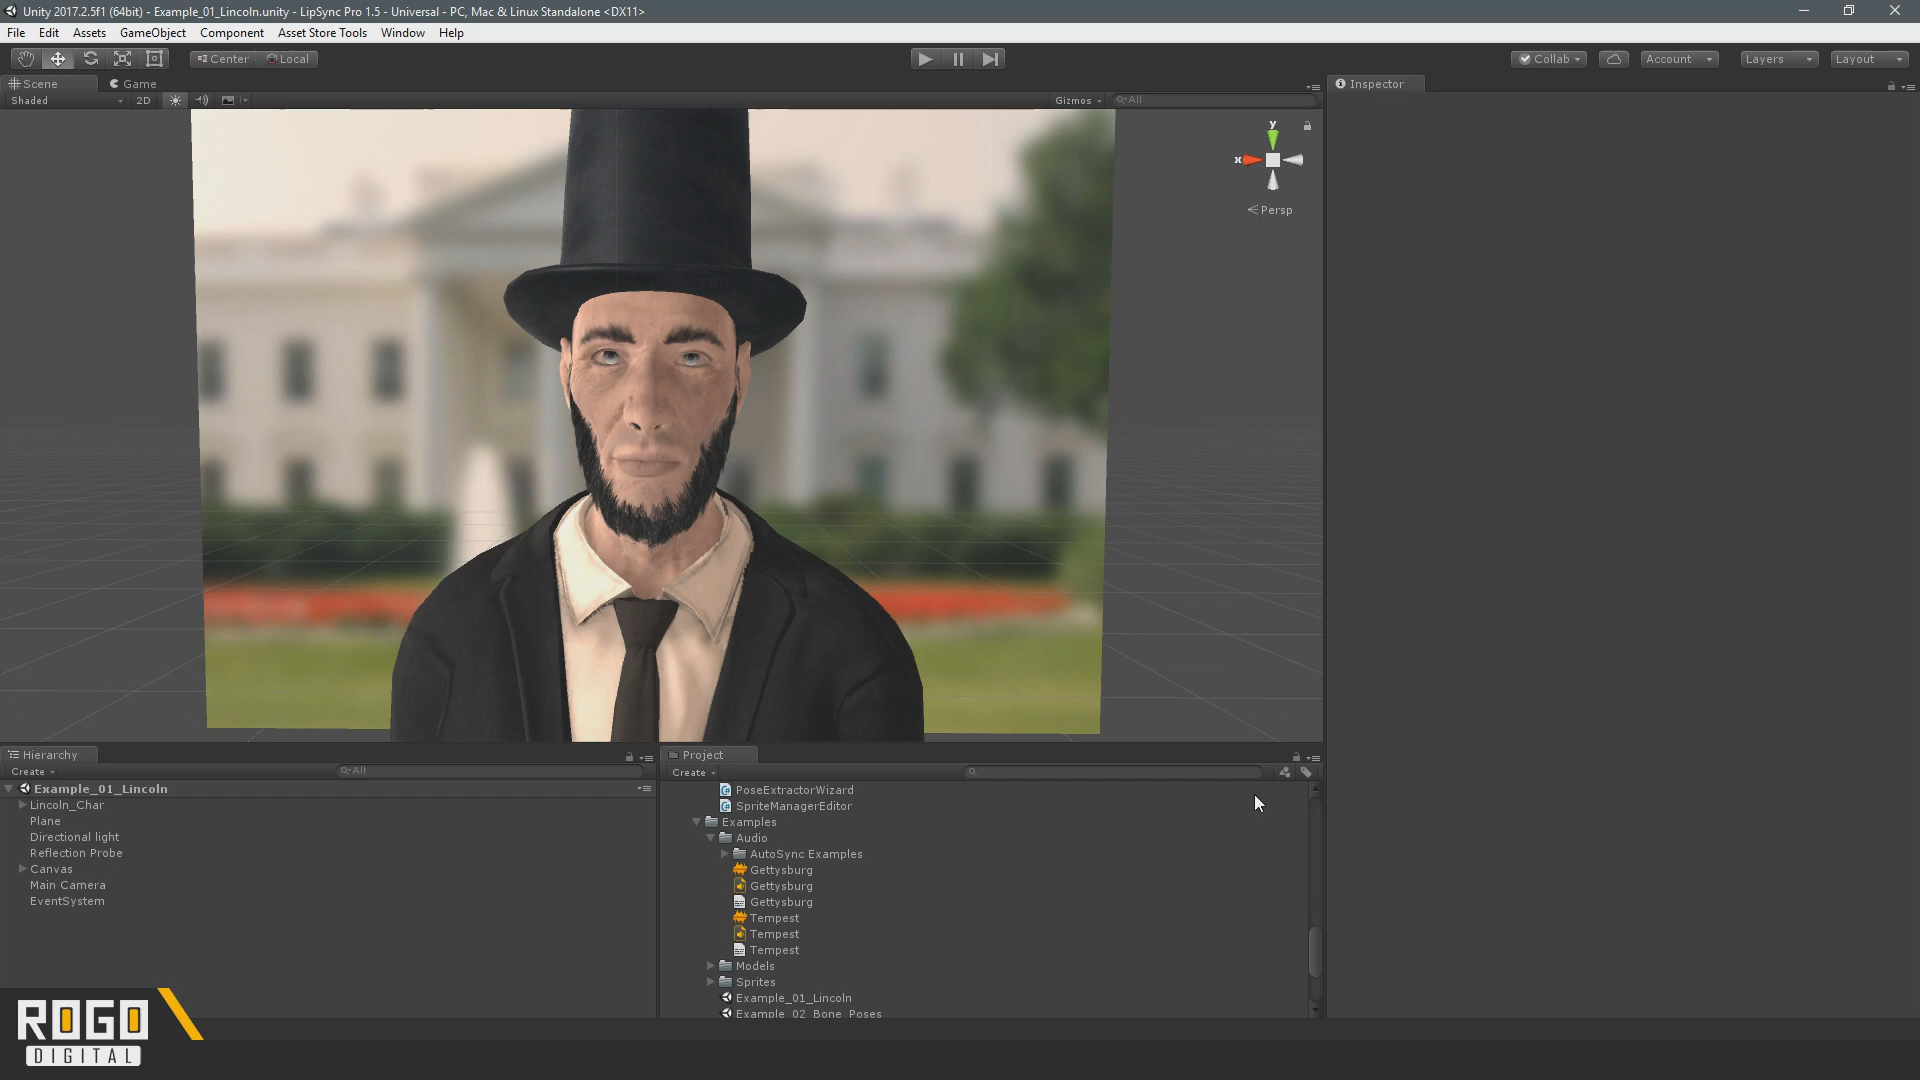 Unity 2017.2.5f1 (64bit) - Example_01_Lincoln.unity - LipSync Pro 1.5 - Universal - PC, Mac & Linux Standalone <DX11>
File Edit Assets GameObject Component Asset Store Tools Window Help
Center Local Collab Account Layers Layout
Scene Game Inspector
Shaded 2D Gizmos All
y
x
Persp
Hierarchy
Create All
Example_01_Lincoln
Lincoln_Char
Plane
Directional light
Reflection Probe
Canvas
Main Camera
EventSystem
Project
Create
PoseExtractorWizard
SpriteManagerEditor
Examples
Audio
AutoSync Examples
Gettysburg
Gettysburg
Gettysburg
Tempest
Tempest
Tempest
Models
Sprites
Example_01_Lincoln
Example_02_Bone_Poses
ROGO
DIGITAL